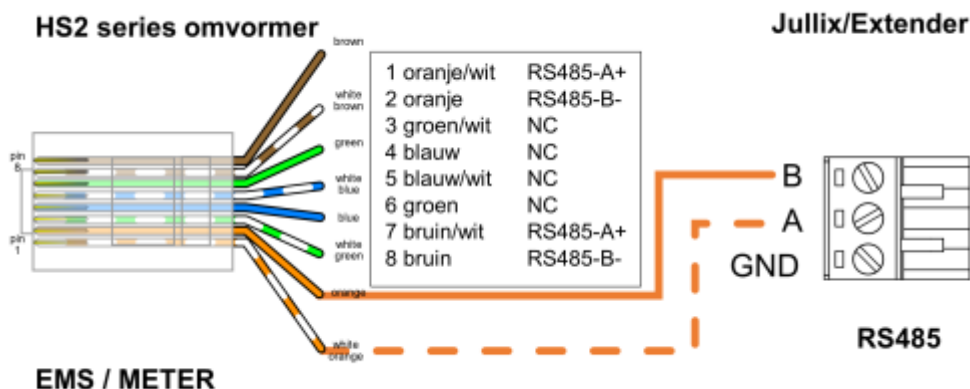 HS2 series omvormer
Jullix/Extender
brown
white
brown
green
white
blue
blue
white
green
orange
white
orange
pin
8
pin
1
1 oranje/wit RS485-A+
2 oranje RS485-B-
3 groen/wit NC
4 blauw NC
5 blauw/wit NC
6 groen NC
7 bruin/wit RS485-A+
8 bruin RS485-B-
B
A
GND
RS485
EMS / METER